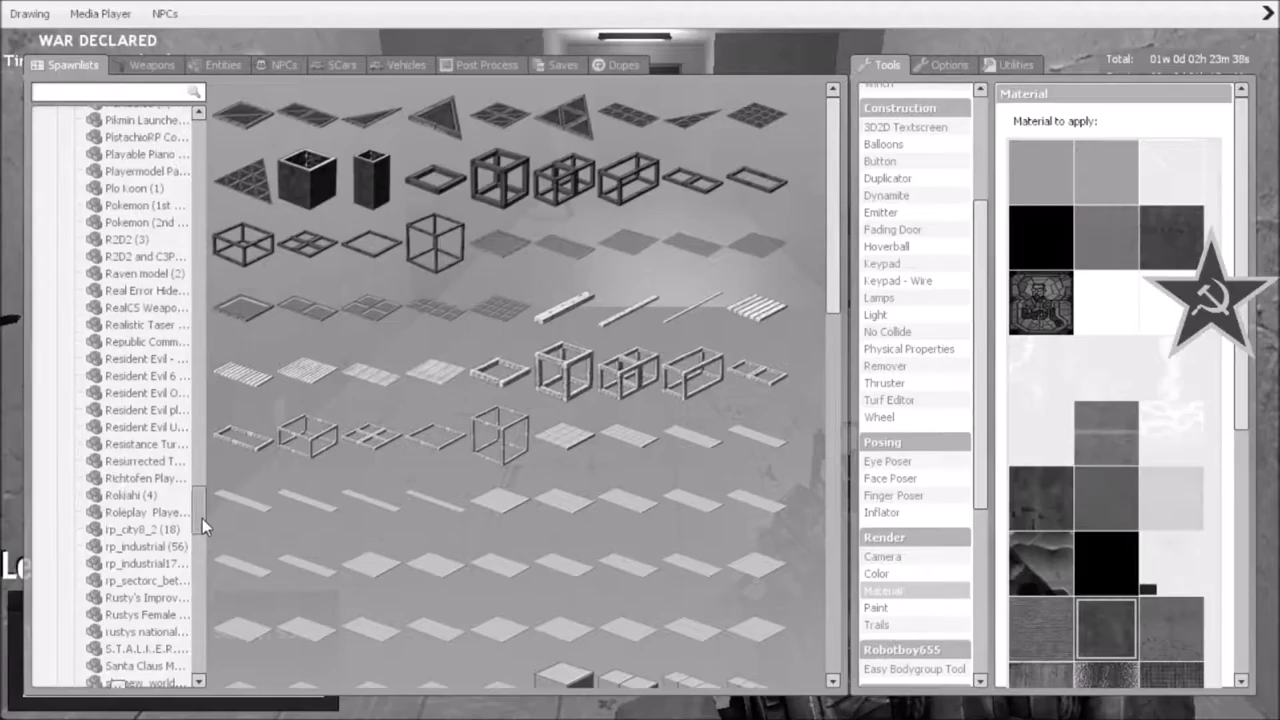 Drawing Media Player NPCs
WAR DECLARED
Spawnlists Weapons Entities NPCs SCars Vehicles Post Process Saves Dupes
Tools Options Utilities
Total: 01w 0d 02h 23m 38s
Pikmin Launche...
PistachioRP Co...
Playable Piano ...
Playermodel Pa...
Plo Koon (1)
Pokemon (1st ...
Pokemon (2nd ...
R2D2 (3)
R2D2 and C3P...
Raven model (2)
Real Error Hide...
RealCS Weapo...
Realistic Taser ...
Republic Comm...
Resident Evil - ...
Resident Evil 6 ...
Resident Evil O...
Resident Evil pl...
Resident Evil U...
Resistance Tur...
Resurrected T...
Richtofen Play...
Rokiahi (4)
Roleplay Playe...
rp_city8_2 (18)
rp_industrial (56)
rp_industrial17...
rp_sectorc_bet...
Rusty's Improv...
Rustys Female ...
rustys national...
S.T.A.L.K.E.R....
Santa Claus M...
Construction
3D2D Textscreen
Balloons
Button
Duplicator
Dynamite
Emitter
Fading Door
Hoverball
Keypad
Keypad - Wire
Lamps
Light
No Collide
Physical Properties
Remover
Thruster
Turf Editor
Wheel
Posing
Eye Poser
Face Poser
Finger Poser
Inflator
Render
Camera
Color
Material
Paint
Trails
Robotboy655
Easy Bodygroup Tool
Material
Material to apply: